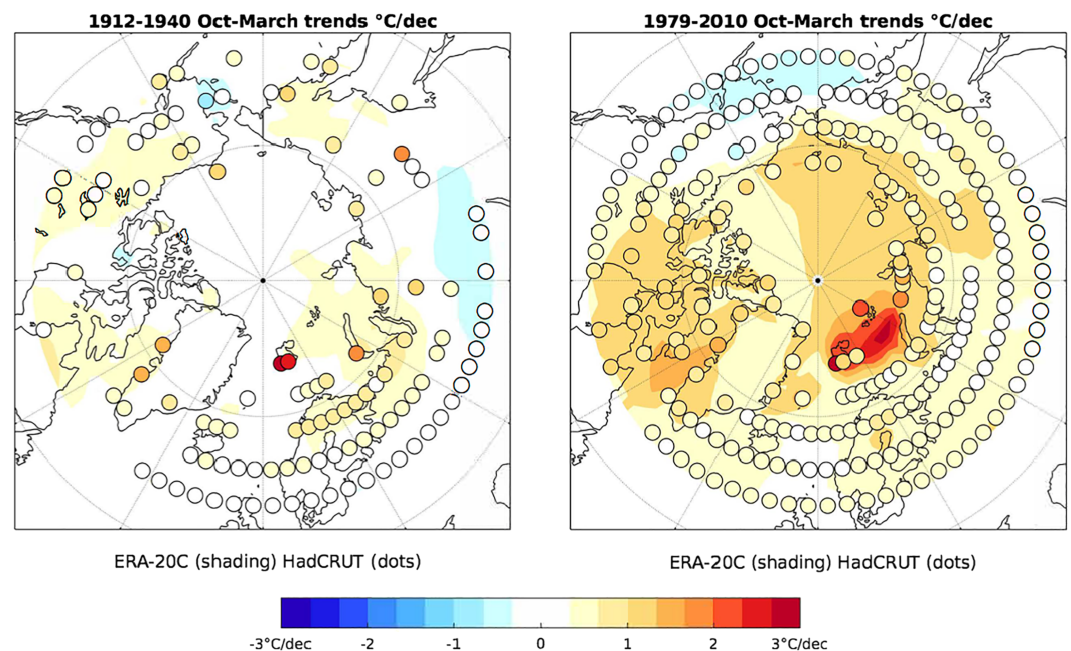 1912-1940 Oct-March trends °C/dec
1979-2010 Oct-March trends °C/dec
ERA-20C (shading) HadCRUT (dots)
ERA-20C (shading) HadCRUT (dots)
-3°C/dec -2 -1 0 1 2 3°C/dec